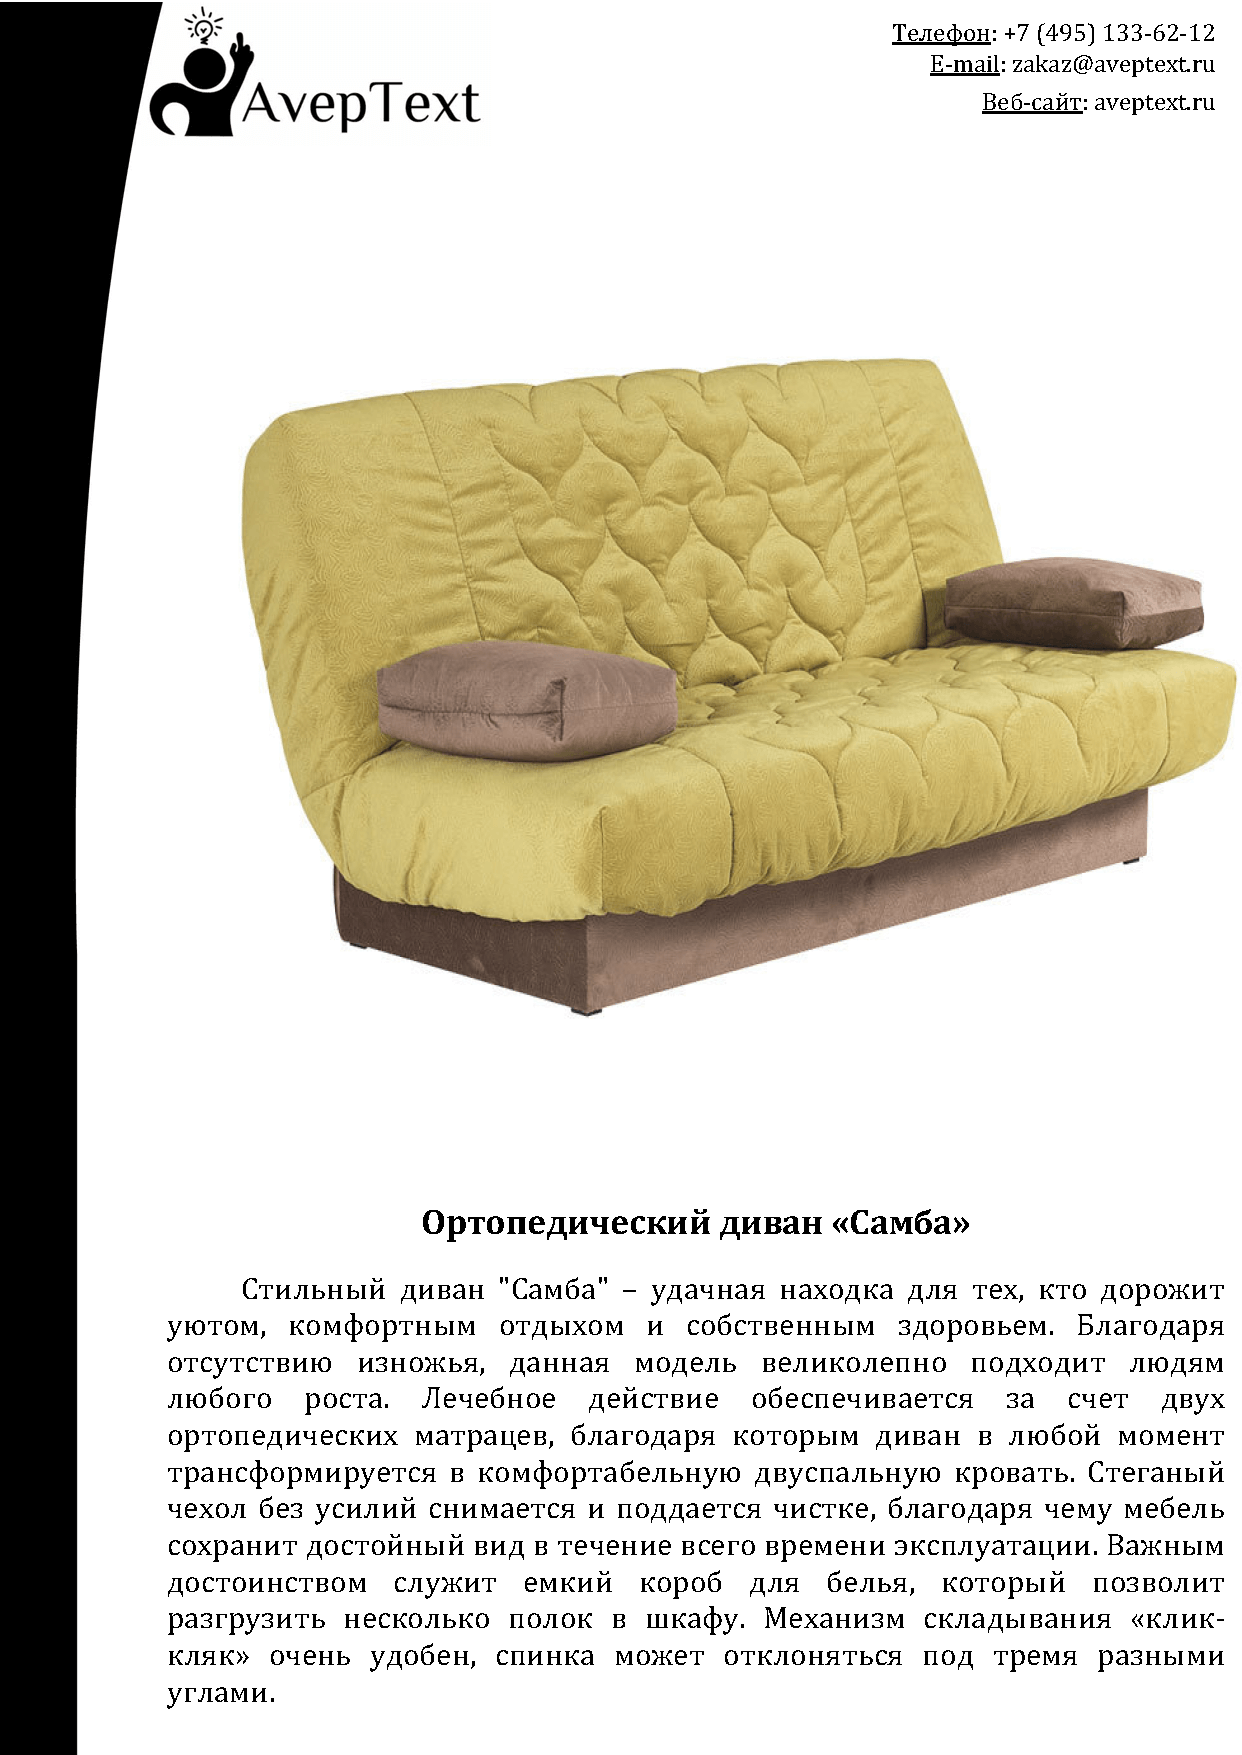 AvepText
Телефон: +7 (495) 133-62-12
E-mail: zakaz@aveptext.ru
Веб-сайт: aveptext.ru
Ортопедический диван «Самба»
Стильный диван "Самба" – удачная находка для тех, кто дорожит
уютом, комфортным отдыхом и собственным здоровьем. Благодаря
отсутствию изножья, данная модель великолепно подходит людям
любого роста. Лечебное действие обеспечивается за счет двух
ортопедических матрацев, благодаря которым диван в любой момент
трансформируется в комфортабельную двуспальную кровать. Стеганый
чехол без усилий снимается и поддается чистке, благодаря чему мебель
сохранит достойный вид в течение всего времени эксплуатации. Важным
достоинством служит емкий короб для белья, который позволит
разгрузить несколько полок в шкафу. Механизм складывания «клик-
кляк» очень удобен, спинка может отклоняться под тремя разными
углами.